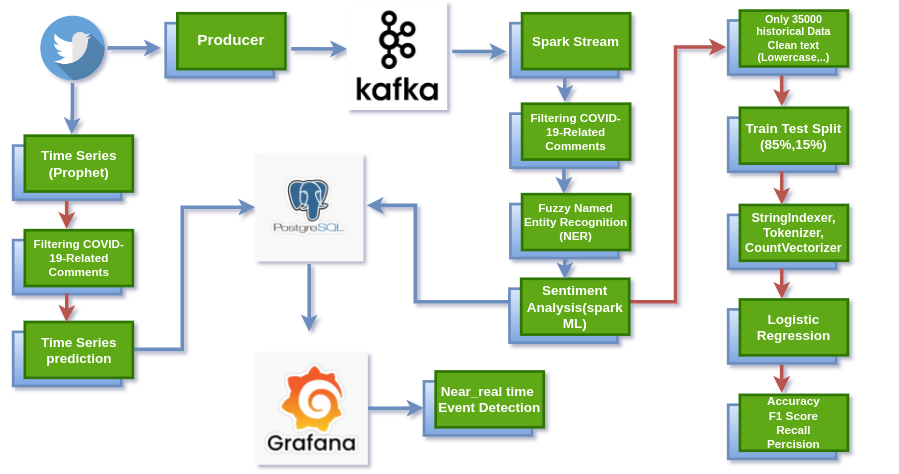 Producer
kafka
Spark Stream
Only 35000
historical Data
Clean text
(Lowercase,..)
Time Series
(Prophet)
Filtering COVID-
19-Related
Comments
Train Test Split
(85%,15%)
Filtering COVID-
19-Related
Comments
PostgreSQL
Fuzzy Named
Entity Recognition
(NER)
StringIndexer,
Tokenizer,
CountVectorizer
Time Series
prediction
Sentiment
Analysis(spark
ML)
Logistic
Regression
Grafana
Near_real time
Event Detection
Accuracy
F1 Score
Recall
Percision